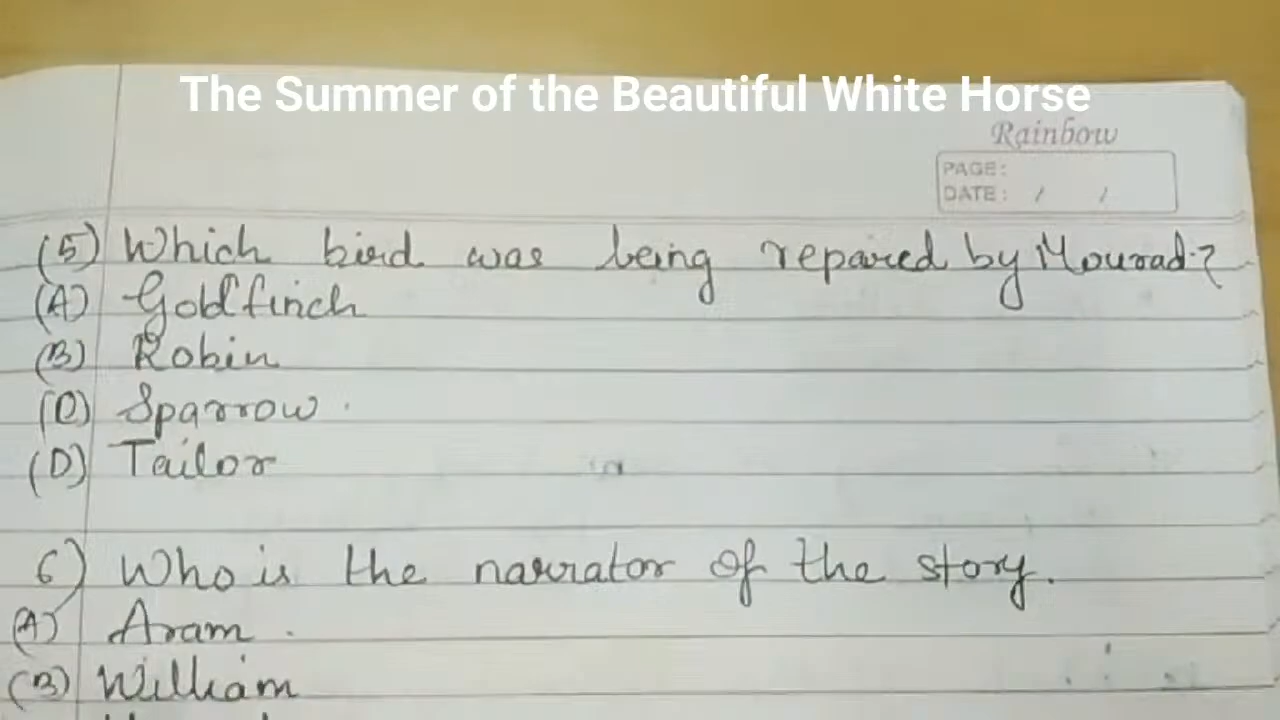 The Summer of the Beautiful White Horse
Rainbow
PAGE:
DATE: / /
(5) Which bird was being repaired by Mourad?
(A) Goldfinch
(B) Robin
(C) Sparrow.
(D) Tailor
6) Who is the narrator of the story.
(A) Aram.
(B) William